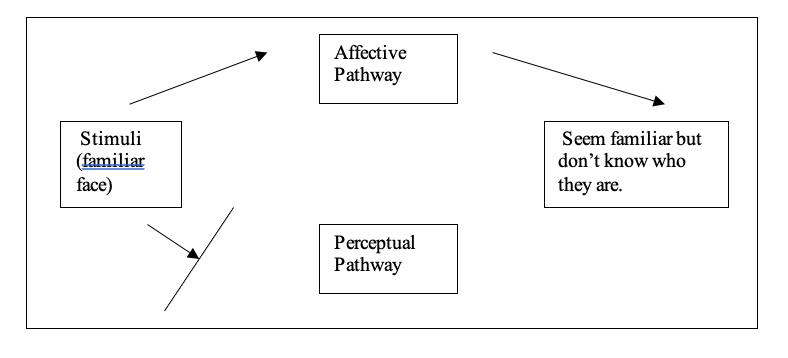 Affective
Pathway
Stimuli
(familiar
face)
Seem familiar but
don’t know who
they are.
Perceptual
Pathway